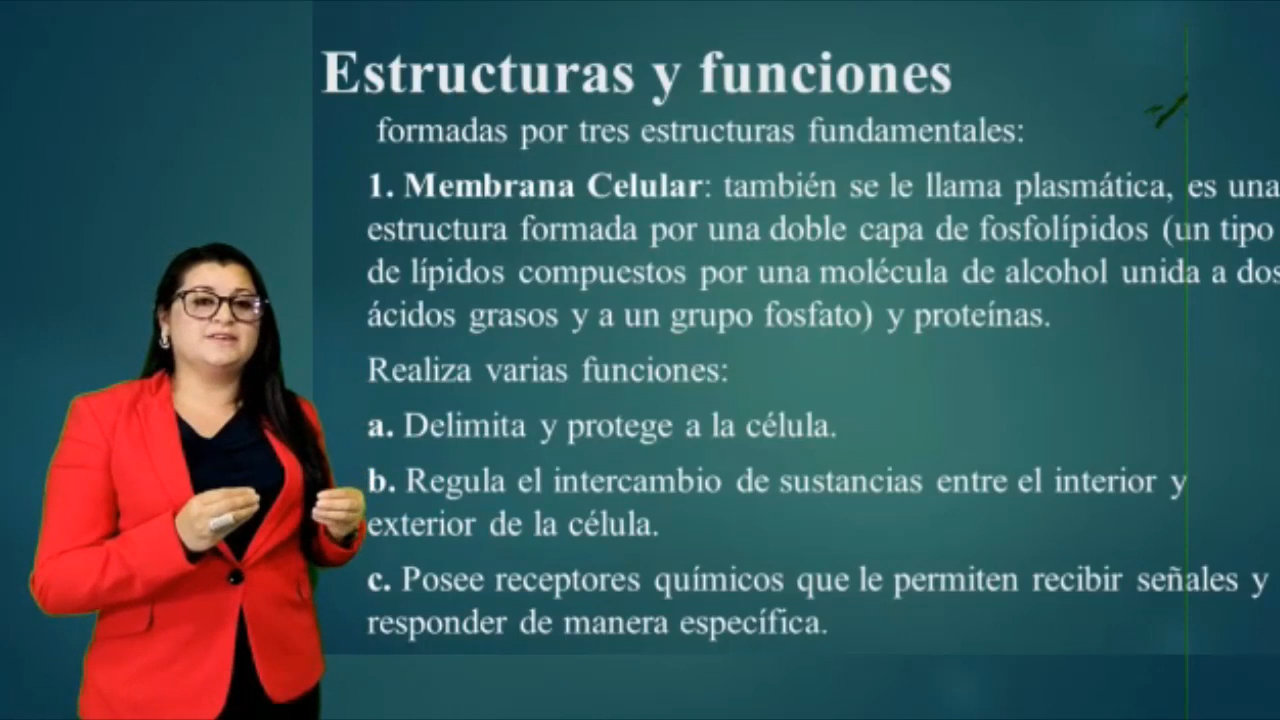 Estructuras y funciones
formadas por tres estructuras fundamentales:
1. Membrana Celular: también se le llama plasmática, es una
estructura formada por una doble capa de fosfolípidos (un tipo
de lípidos compuestos por una molécula de alcohol unida a dos
ácidos grasos y a un grupo fosfato) y proteínas.
Realiza varias funciones:
a. Delimita y protege a la célula.
b. Regula el intercambio de sustancias entre el interior y
exterior de la célula.
c. Posee receptores químicos que le permiten recibir señales y
responder de manera específica.